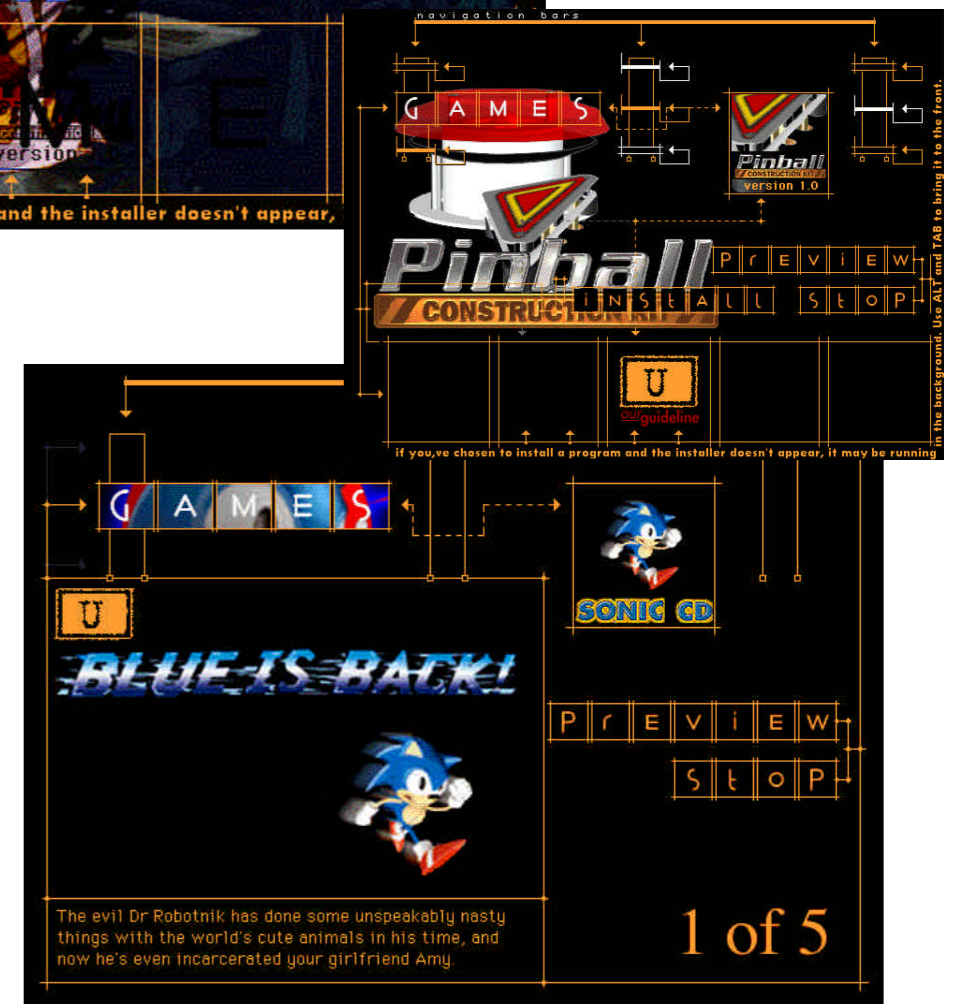 navigation bars
E
version 1.0
and the installer doesn't appear,
GAMES
Pinball
CONSTRUCTION KIT
version 1.0
Pinball
CONSTRUCTION KIT
PrEViEW
iNStAll StoP
U
our guideline
if you,ve chosen to install a program and the installer doesn't appear, it may be running
in the background. Use ALT and TAB to bring it to the front.
GAMES
SONIC CD
U
BLUE IS BACK!
PrEViEW
StoP
The evil Dr Robotnik has done some unspeakably nasty
things with the world's cute animals in his time, and
now he's even incarcerated your girlfriend Amy.
1 of 5